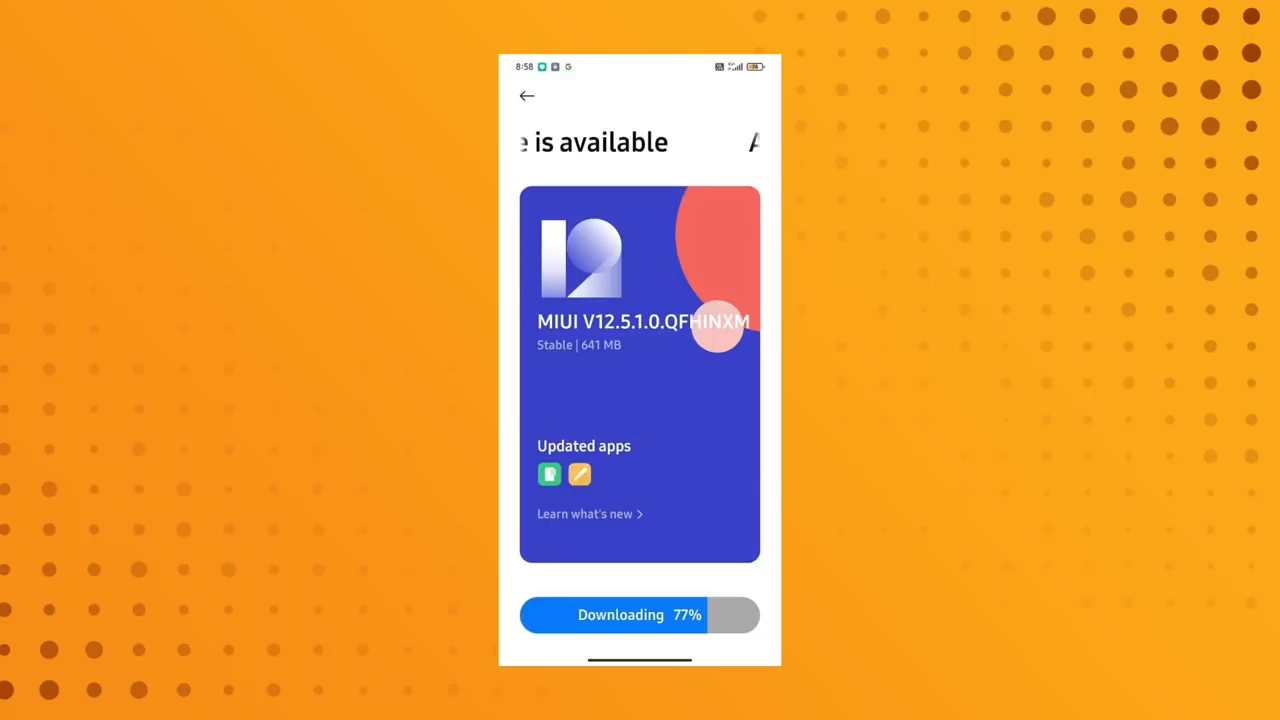 8:58
e is available A
12
MIUI V12.5.1.0.QFHINXM
Stable | 641 MB
Updated apps
Learn what's new >
Downloading 77%